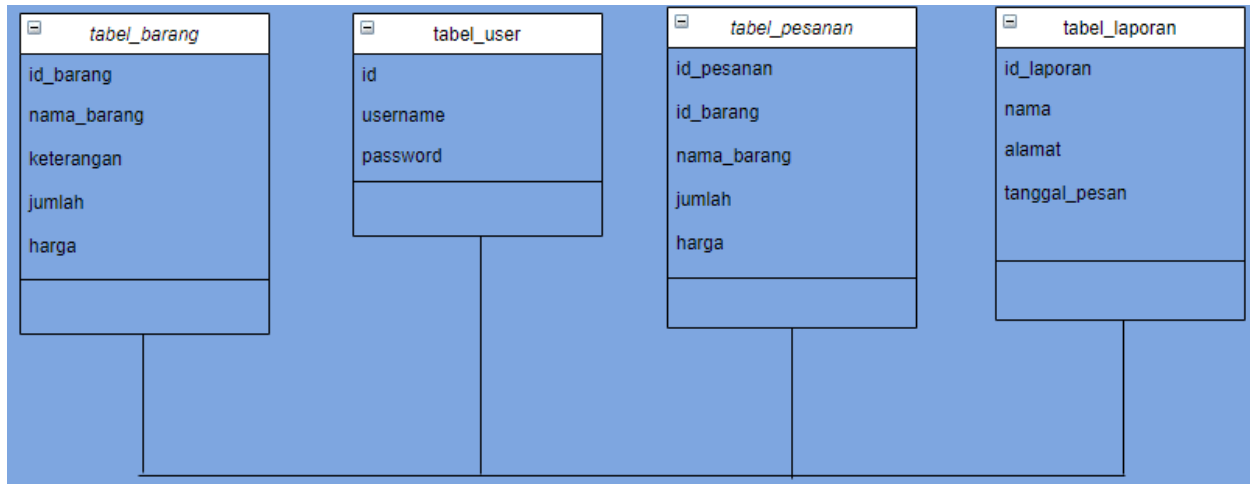 tabel_barang
id_barang
nama_barang
keterangan
jumlah
harga
tabel_user
id
username
password
tabel_pesanan
id_pesanan
id_barang
nama_barang
jumlah
harga
tabel_laporan
id_laporan
nama
alamat
tanggal_pesan